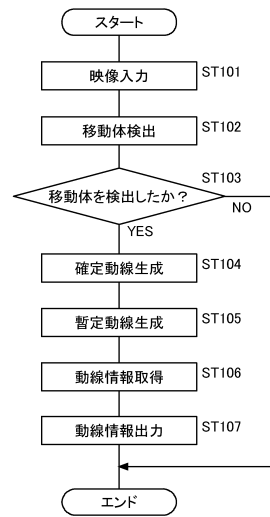 スタート
映像入力 ST101
移動体検出 ST102
ST103
移動体を検出したか？
NO
YES
確定動線生成 ST104
暫定動線生成 ST105
動線情報取得 ST106
動線情報出力 ST107
エンド